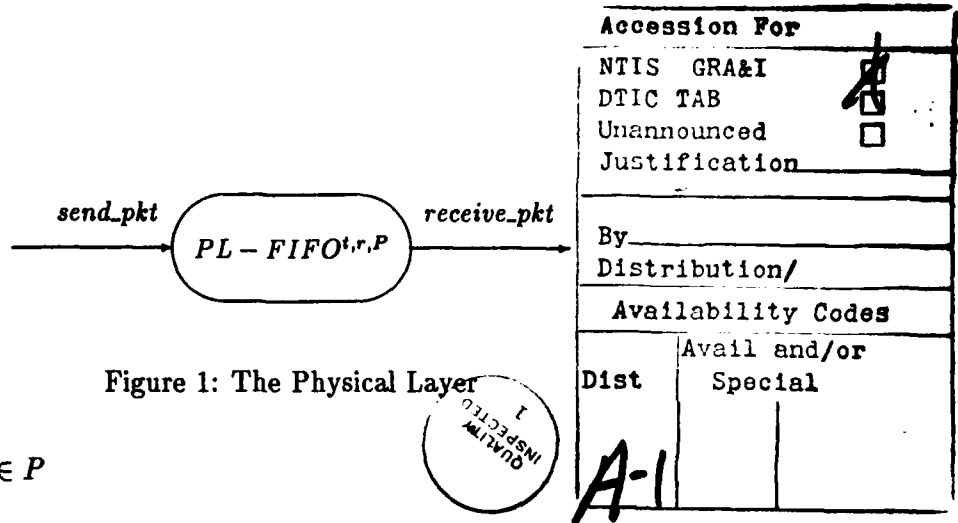 send_pkt
PL – FIFO^{t,r,P}
receive_pkt
Figure 1: The Physical Layer
∈ P
QUALITY
INSPECTED
1
Accession For
NTIS GRA&I
DTIC TAB
Unannounced
Justification
By
Distribution/
Availability Codes
Avail and/or
Dist Special
A-1